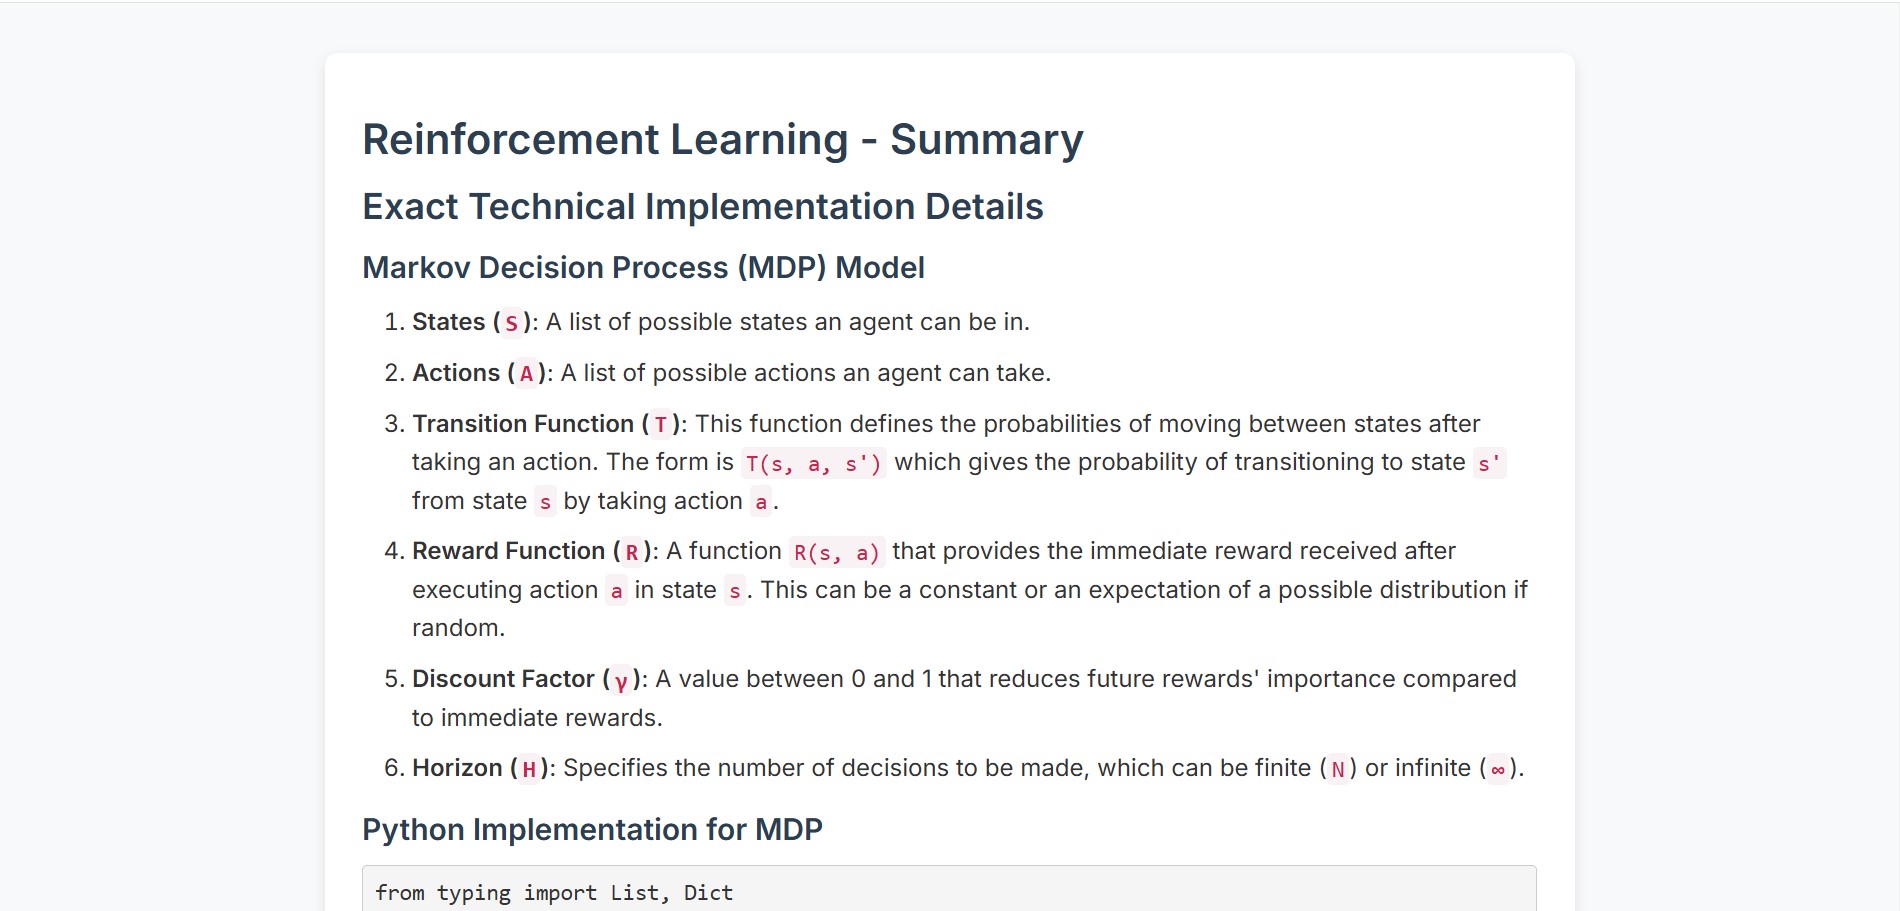 Reinforcement Learning - Summary
Exact Technical Implementation Details
Markov Decision Process (MDP) Model
1. States (S): A list of possible states an agent can be in.
2. Actions (A): A list of possible actions an agent can take.
3. Transition Function (T): This function defines the probabilities of moving between states after
taking an action. The form is T(s, a, s') which gives the probability of transitioning to state s'
from state s by taking action a.
4. Reward Function (R): A function R(s, a) that provides the immediate reward received after
executing action a in state s. This can be a constant or an expectation of a possible distribution if
random.
5. Discount Factor (γ): A value between 0 and 1 that reduces future rewards' importance compared
to immediate rewards.
6. Horizon (H): Specifies the number of decisions to be made, which can be finite (N) or infinite (∞).
Python Implementation for MDP
from typing import List, Dict